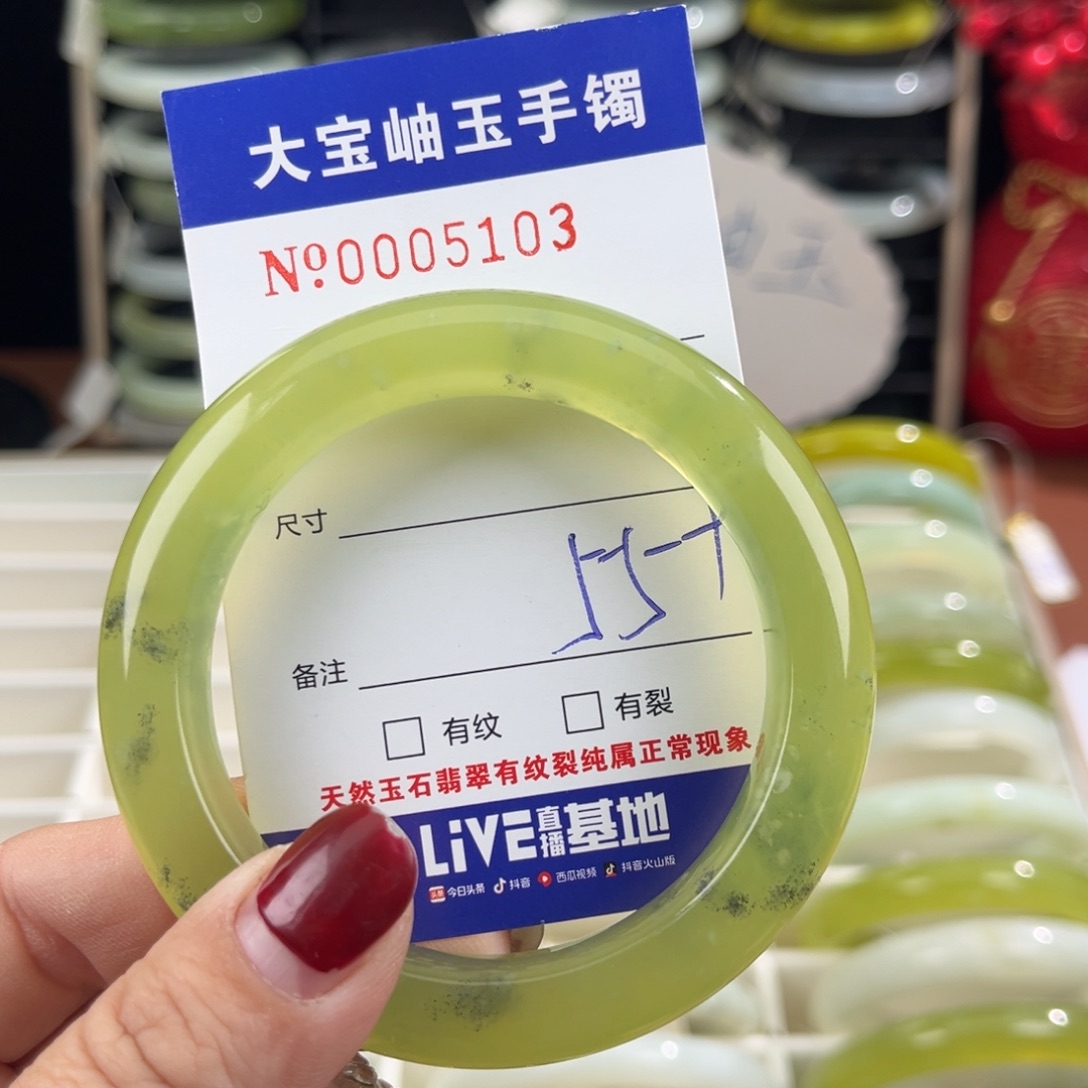 大宝岫玉手镯
Nº0005103
尺寸
55-1
备注
□ 有纹 □ 有裂
天然玉石翡翠有纹裂纯属正常现象
LiVE直播基地
今日头条 抖音 西瓜视频 抖音火山版